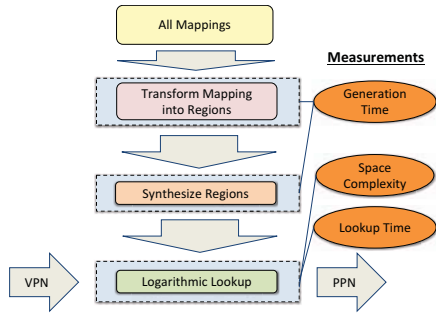 All Mappings
Measurements
Transform Mapping
into Regions
Generation
Time
Synthesize Regions
Space
Complexity
Lookup Time
VPN
Logarithmic Lookup
PPN